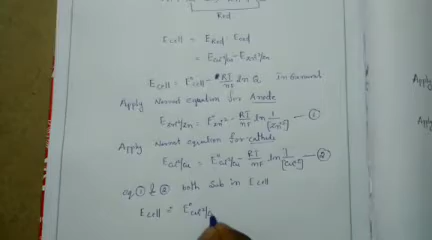 Red
Ecell = ERed - Eoxd
= ECu²⁺/Cu - EZn²⁺/Zn
Ecell = E°cell - RT/nF ln Q in General
Apply Nernst equation for Anode
EZn²⁺/Zn = E°Zn²⁺ - RT/nF ln 1/[Zn²⁺] — ①
Apply Nernst equation for cathode
ECu²⁺/Cu = E°Cu²⁺/Cu - RT/nF ln 1/[Cu²⁺] — ②
eq. ① & ② both Sub in Ecell
Ecell = E°Cu²⁺/C